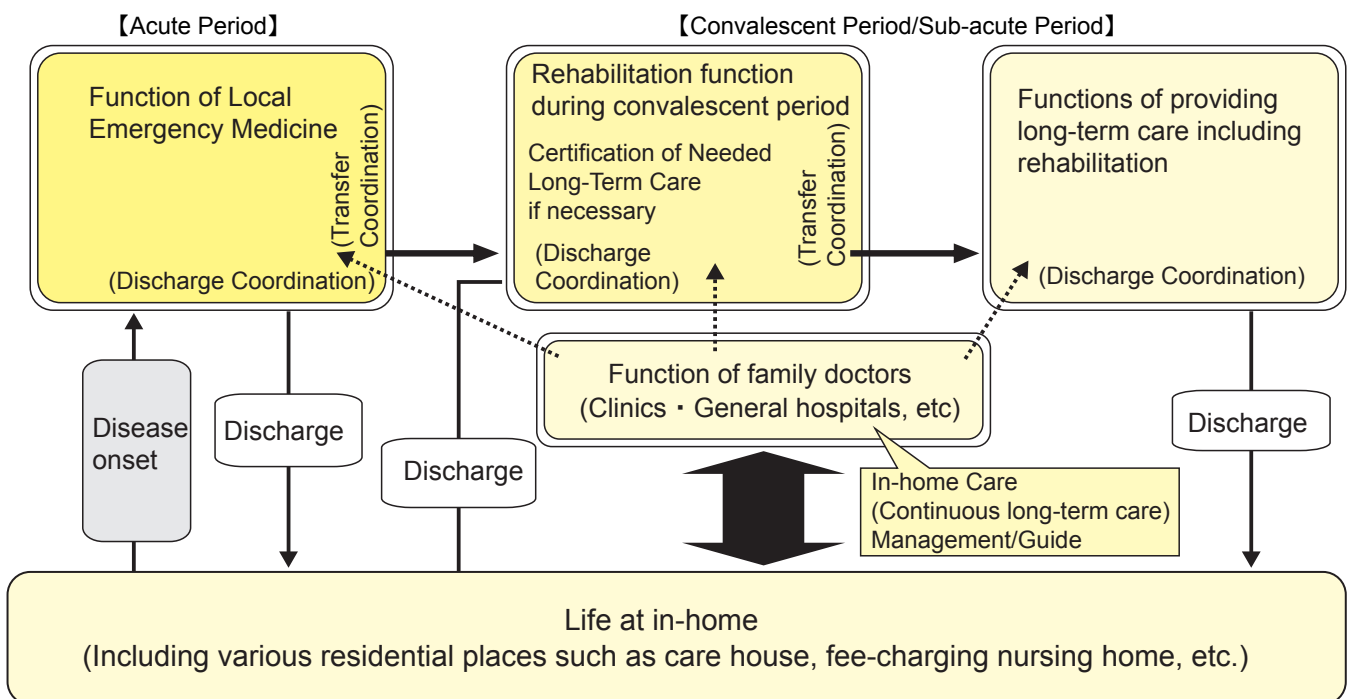 【Acute Period】
【Convalescent Period/Sub-acute Period】
Function of Local
Emergency Medicine
(Transfer
Coordination)
(Discharge Coordination)
Rehabilitation function
during convalescent period
Certification of Needed
Long-Term Care
if necessary
(Transfer
Coordination)
(Discharge
Coordination)
Functions of providing
long-term care including
rehabilitation
(Discharge Coordination)
Function of family doctors
(Clinics・General hospitals, etc)
Disease
onset
Discharge
Discharge
Discharge
In-home Care
(Continuous long-term care)
Management/Guide
Life at in-home
(Including various residential places such as care house, fee-charging nursing home, etc.)